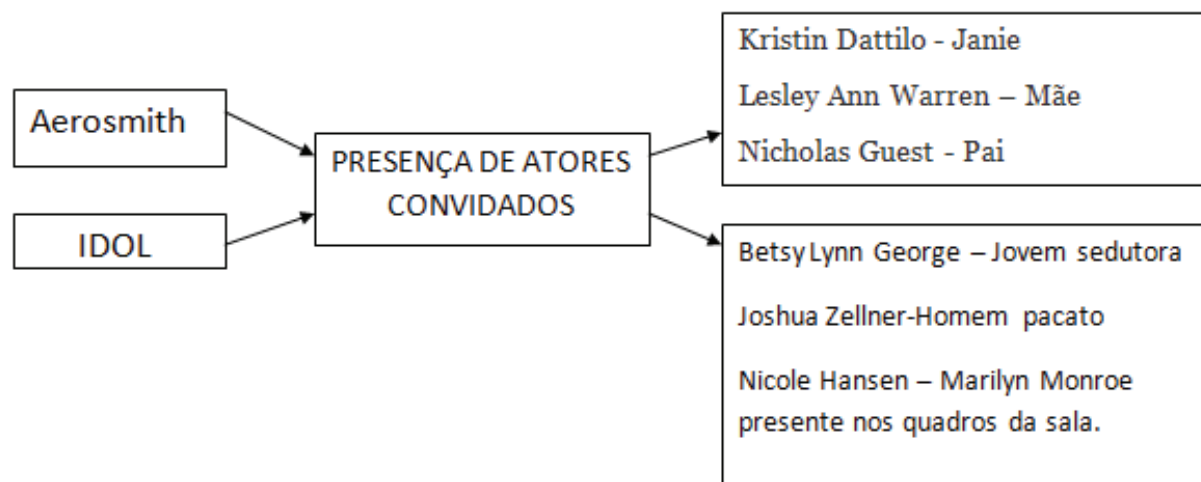 Aerosmith
IDOL
PRESENÇA DE ATORES
CONVIDADOS
Kristin Dattilo - Janie
Lesley Ann Warren – Mãe
Nicholas Guest - Pai
Betsy Lynn George – Jovem sedutora
Joshua Zellner-Homem pacato
Nicole Hansen – Marilyn Monroe
presente nos quadros da sala.